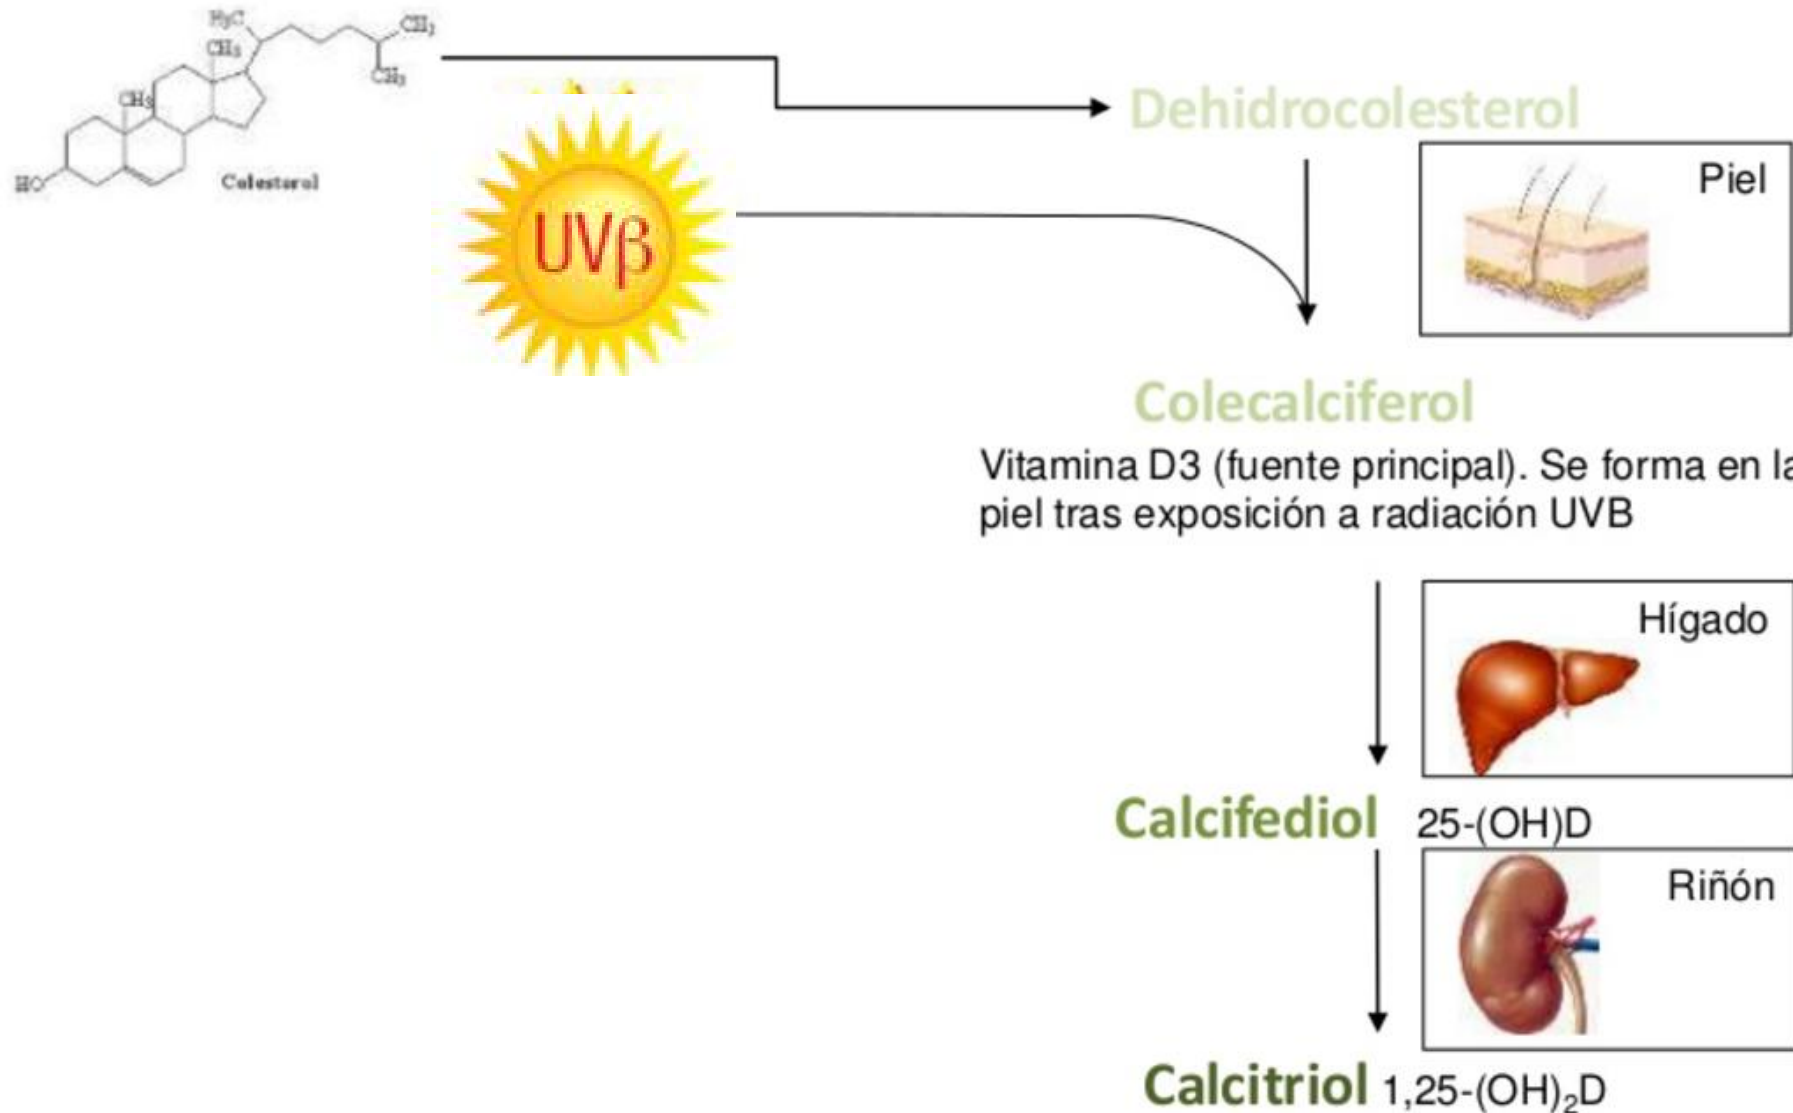 H₃C
CH₃
CH₃
CH₃
CH₃
HO
Colesterol
Dehidrocolesterol
Piel
UVβ
Colecalciferol
Vitamina D3 (fuente principal). Se forma en la
piel tras exposición a radiación UVB
Hígado
Calcifediol 25-(OH)D
Riñón
Calcitriol 1,25-(OH)₂D